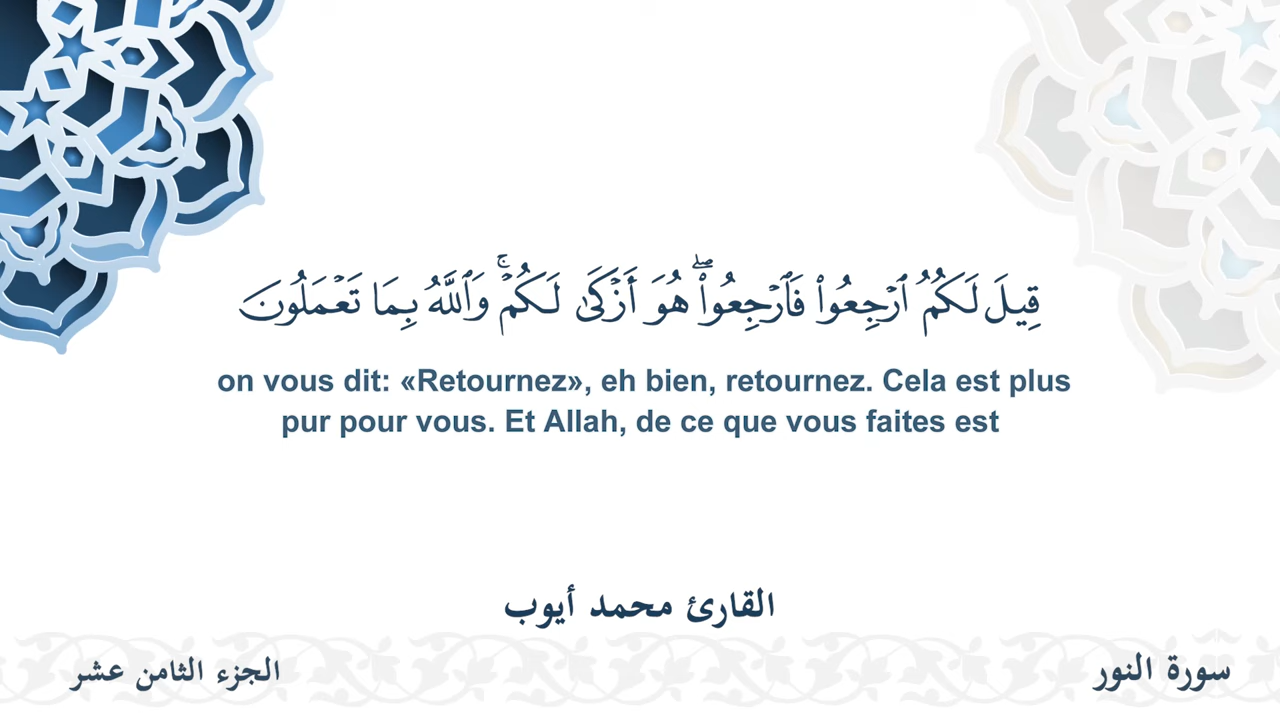 قِيلَ لَكُمُ ٱرْجِعُوا۟ فَٱرْجِعُوا۟ ۖ هُوَ أَزْكَىٰ لَكُمْ ۚ وَٱللَّهُ بِمَا تَعْمَلُونَ
on vous dit: «Retournez», eh bien, retournez. Cela est plus
pur pour vous. Et Allah, de ce que vous faites est
القارئ محمد أيوب
سورة النور
الجزء الثامن عشر